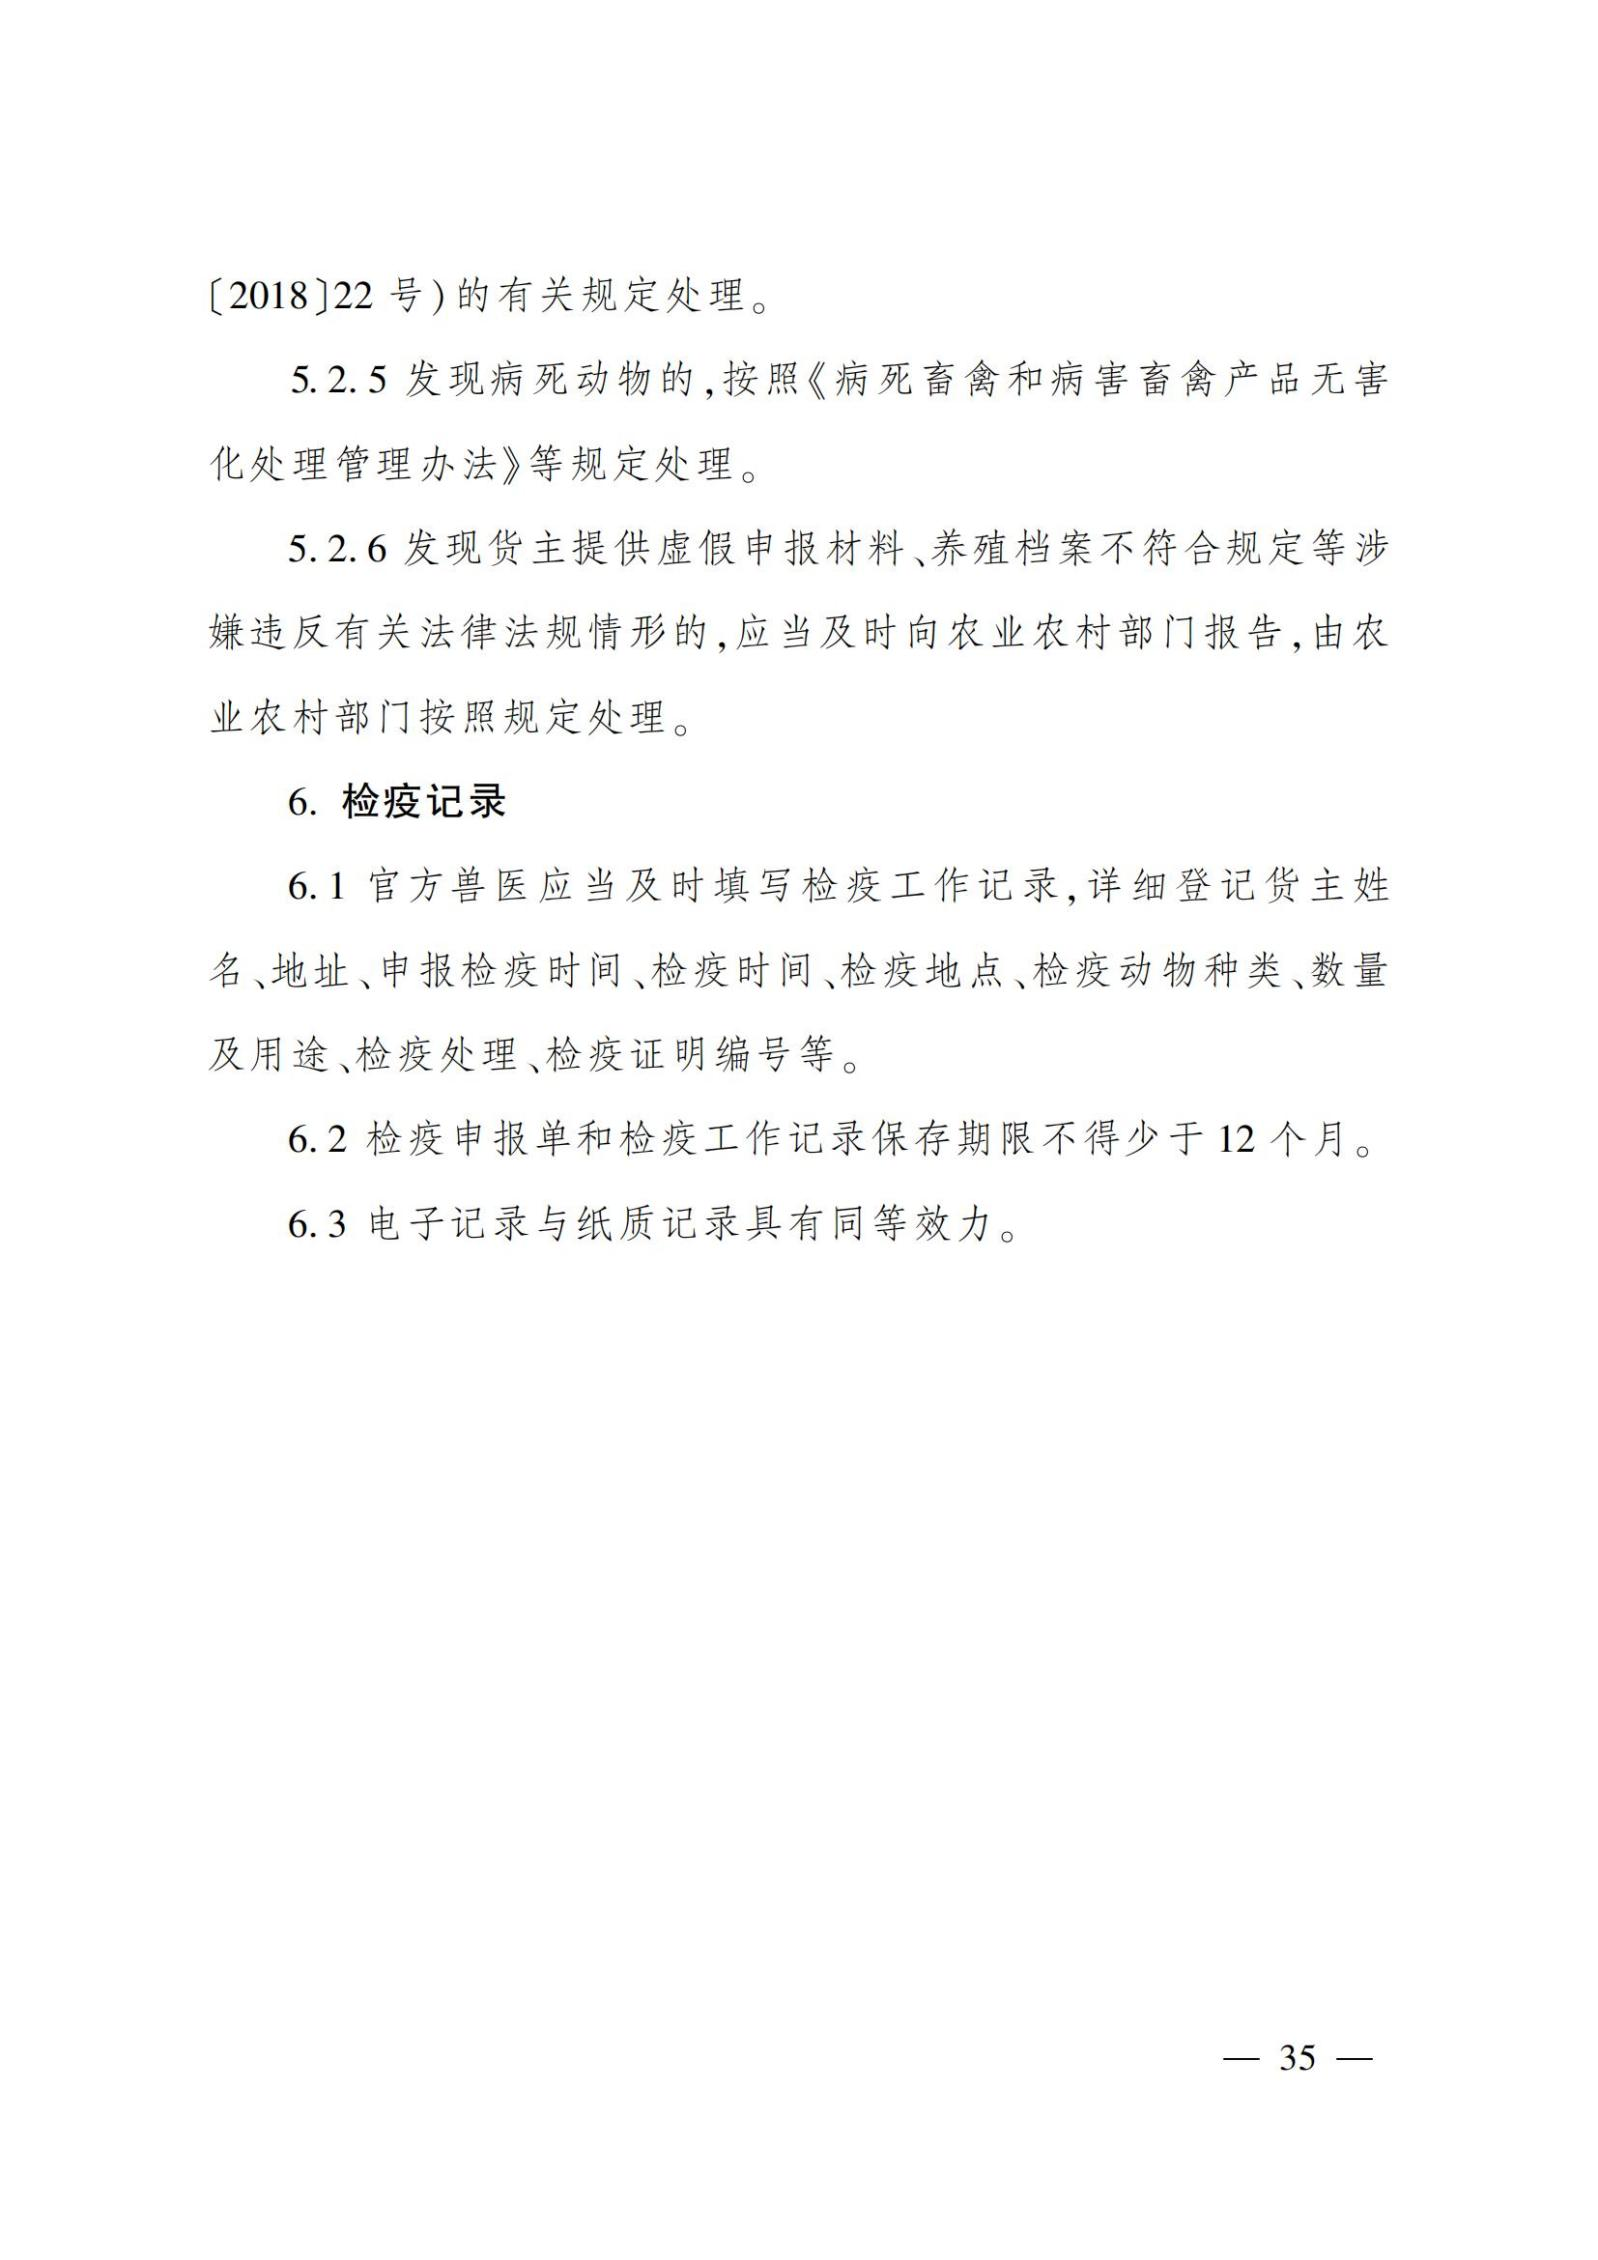 〔2018〕22 号)的有关规定处理。
5.2.5 发现病死动物的,按照《病死畜禽和病害畜禽产品无害
化处理管理办法》等规定处理。
5.2.6 发现货主提供虚假申报材料、养殖档案不符合规定等涉
嫌违反有关法律法规情形的,应当及时向农业农村部门报告,由农
业农村部门按照规定处理。
6. 检疫记录
6.1 官方兽医应当及时填写检疫工作记录,详细登记货主姓
名、地址、申报检疫时间、检疫时间、检疫地点、检疫动物种类、数量
及用途、检疫处理、检疫证明编号等。
6.2 检疫申报单和检疫工作记录保存期限不得少于 12 个月。
6.3 电子记录与纸质记录具有同等效力。
— 35 —